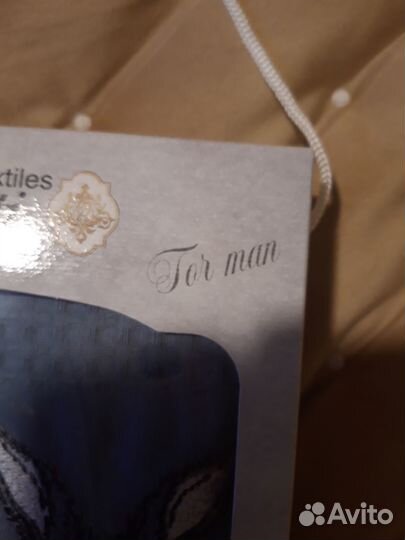 xtiles
For man
Avito